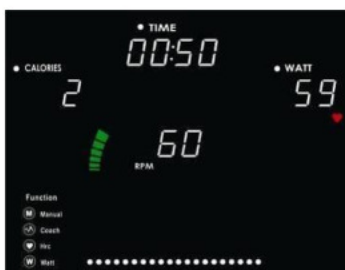 TIME
00:50
CALORIES
WATT
2
59
60
RPM
Function
M Manual
Coach
Hrc
W Watt